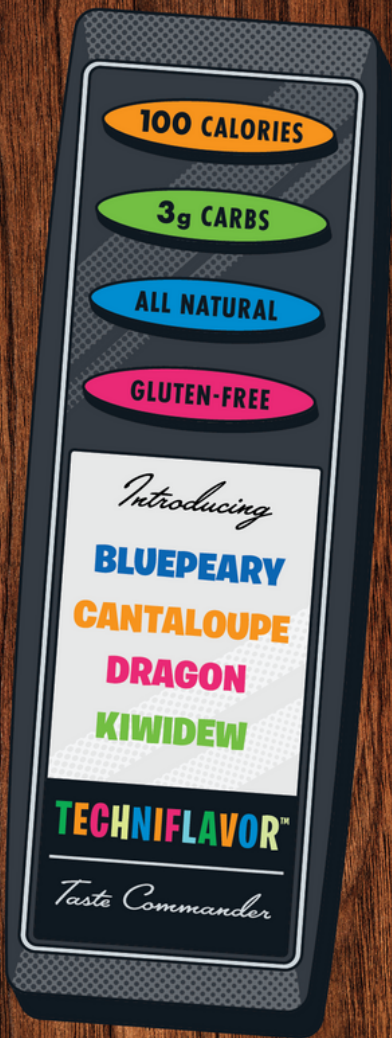 100 CALORIES
3g CARBS
ALL NATURAL
GLUTEN-FREE
Introducing
BLUEPEARY
CANTALOUPE
DRAGON
KIWIDEW
TECHNIFLAVOR™
Taste Commander